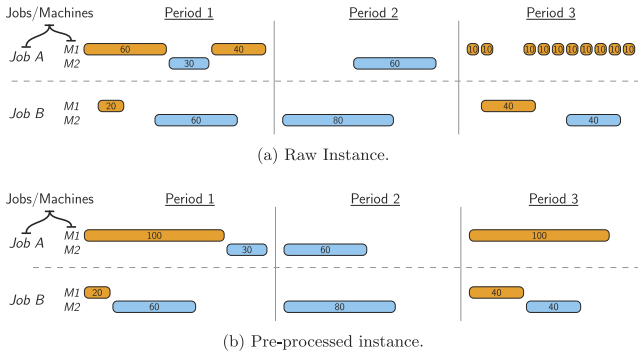 Jobs/Machines Period 1 Period 2 Period 3
Job A M1 60 40 10 10 10 10 10 10 10 10 10 10
M2 30 60
Job B M1 20 40
M2 60 80 40
(a) Raw Instance.
Jobs/Machines Period 1 Period 2 Period 3
Job A M1 100 100
M2 30 60
Job B M1 20 40
M2 60 80 40
(b) Pre-processed instance.